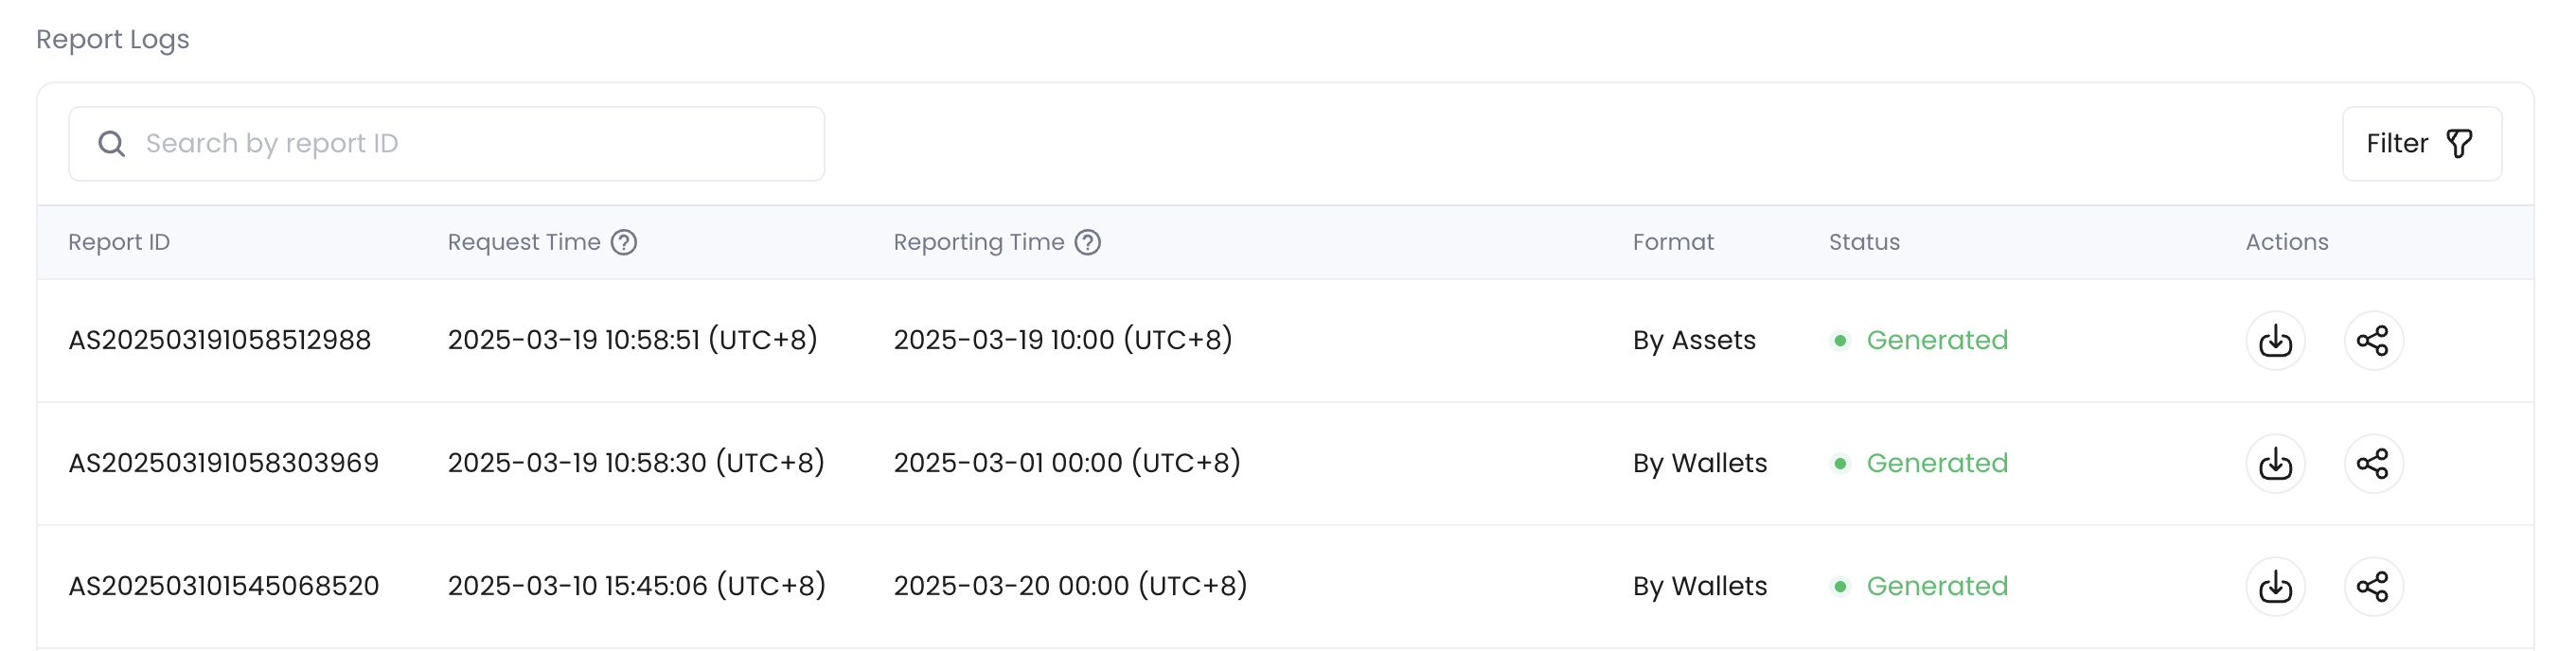 Report Logs
Search by report ID
Filter
Report ID Request Time Reporting Time Format Status Actions
AS202503191058512988 2025-03-19 10:58:51 (UTC+8) 2025-03-19 10:00 (UTC+8) By Assets Generated
AS202503191058303969 2025-03-19 10:58:30 (UTC+8) 2025-03-01 00:00 (UTC+8) By Wallets Generated
AS202503101545068520 2025-03-10 15:45:06 (UTC+8) 2025-03-20 00:00 (UTC+8) By Wallets Generated